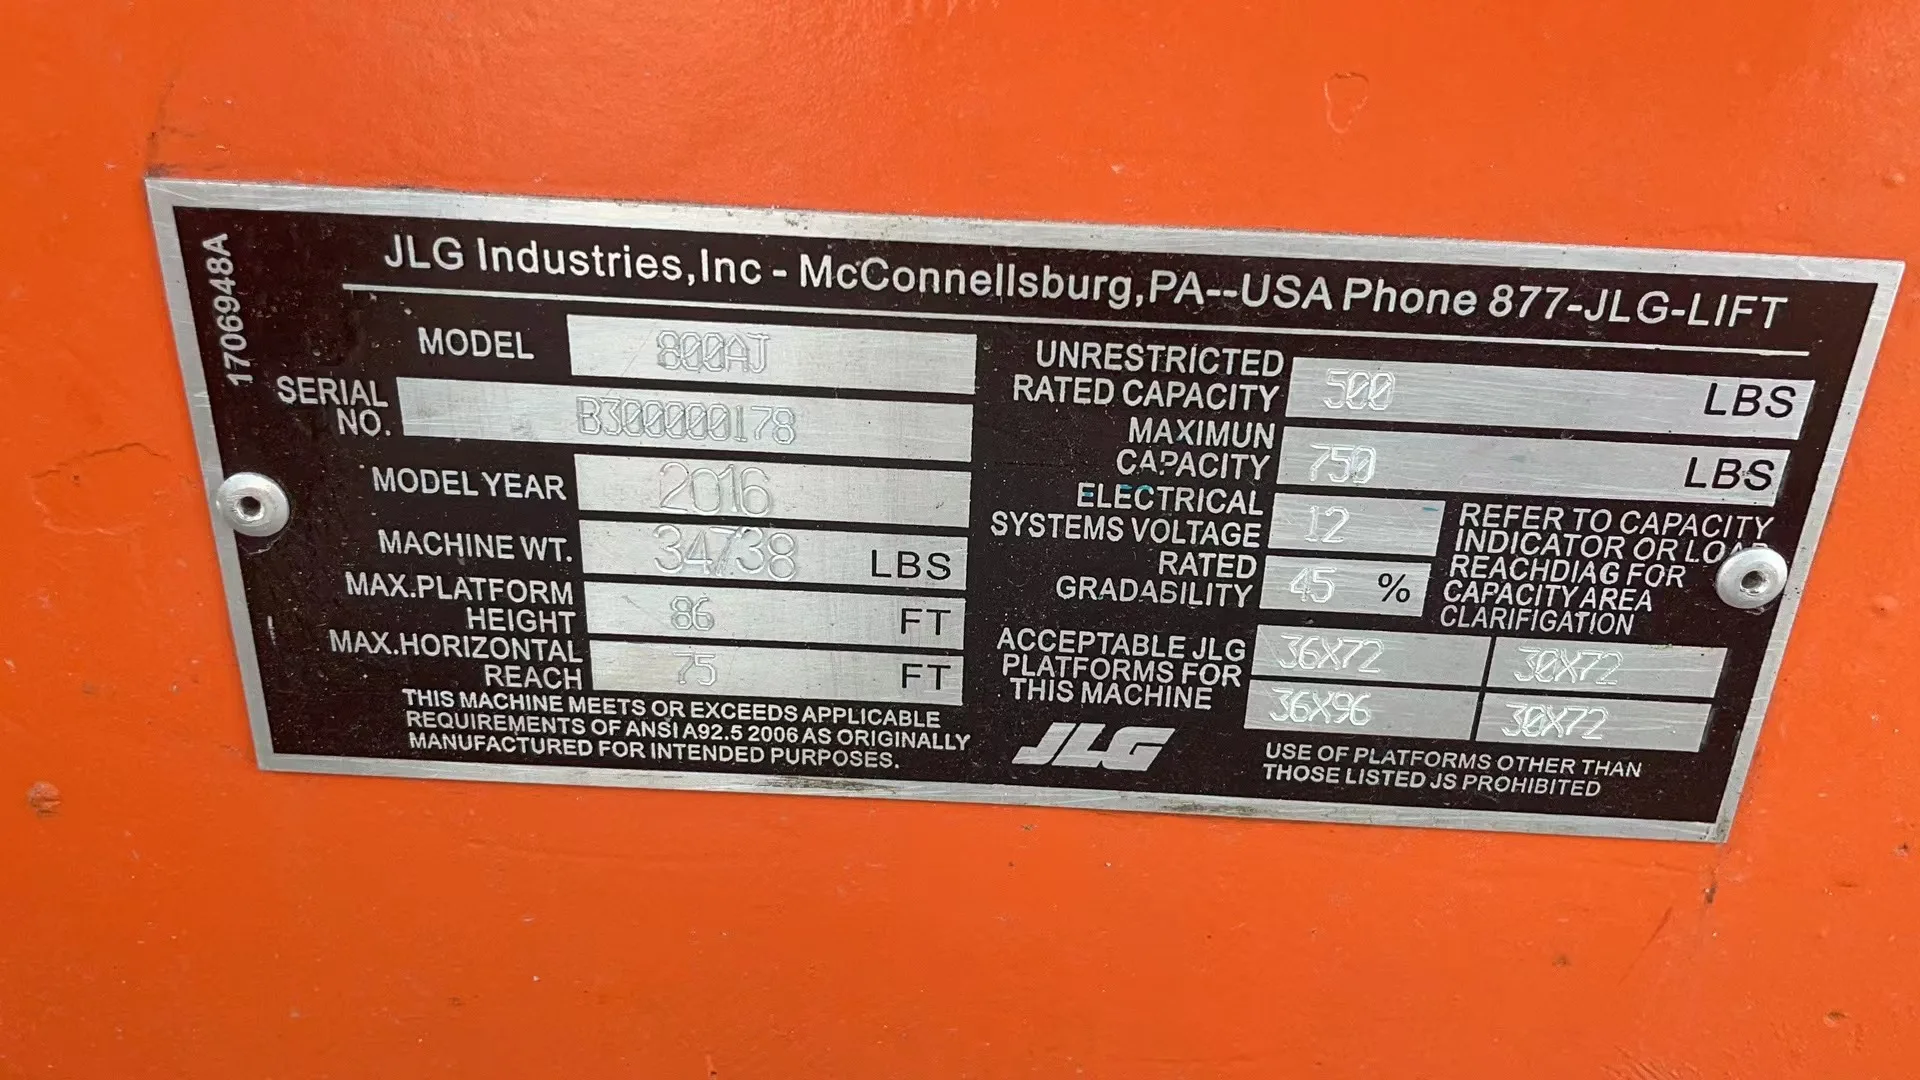 1706948A
JLG Industries,Inc - McConnellsburg,PA--USA Phone 877-JLG-LIFT
MODEL 800AJ
SERIAL
NO. B300000178
MODEL YEAR 2016
MACHINE WT. 34738 LBS
MAX.PLATFORM
HEIGHT 86 FT
MAX.HORIZONTAL
REACH 75 FT
THIS MACHINE MEETS OR EXCEEDS APPLICABLE
REQUIREMENTS OF ANSI A92.5 2006 AS ORIGINALLY
MANUFACTURED FOR INTENDED PURPOSES.
UNRESTRICTED
RATED CAPACITY 500 LBS
MAXIMUN
CAPACITY 750 LBS
ELECTRICAL
SYSTEMS VOLTAGE 12
RATED
GRADABILITY 45 %
REFER TO CAPACITY
INDICATOR OR LOA
REACHDIAG FOR
CAPACITY AREA
CLARIFIGATION
ACCEPTABLE JLG
PLATFORMS FOR
THIS MACHINE
36X72 30X72
36X96 30X72
JLG
USE OF PLATFORMS OTHER THAN
THOSE LISTED JS PROHIBITED